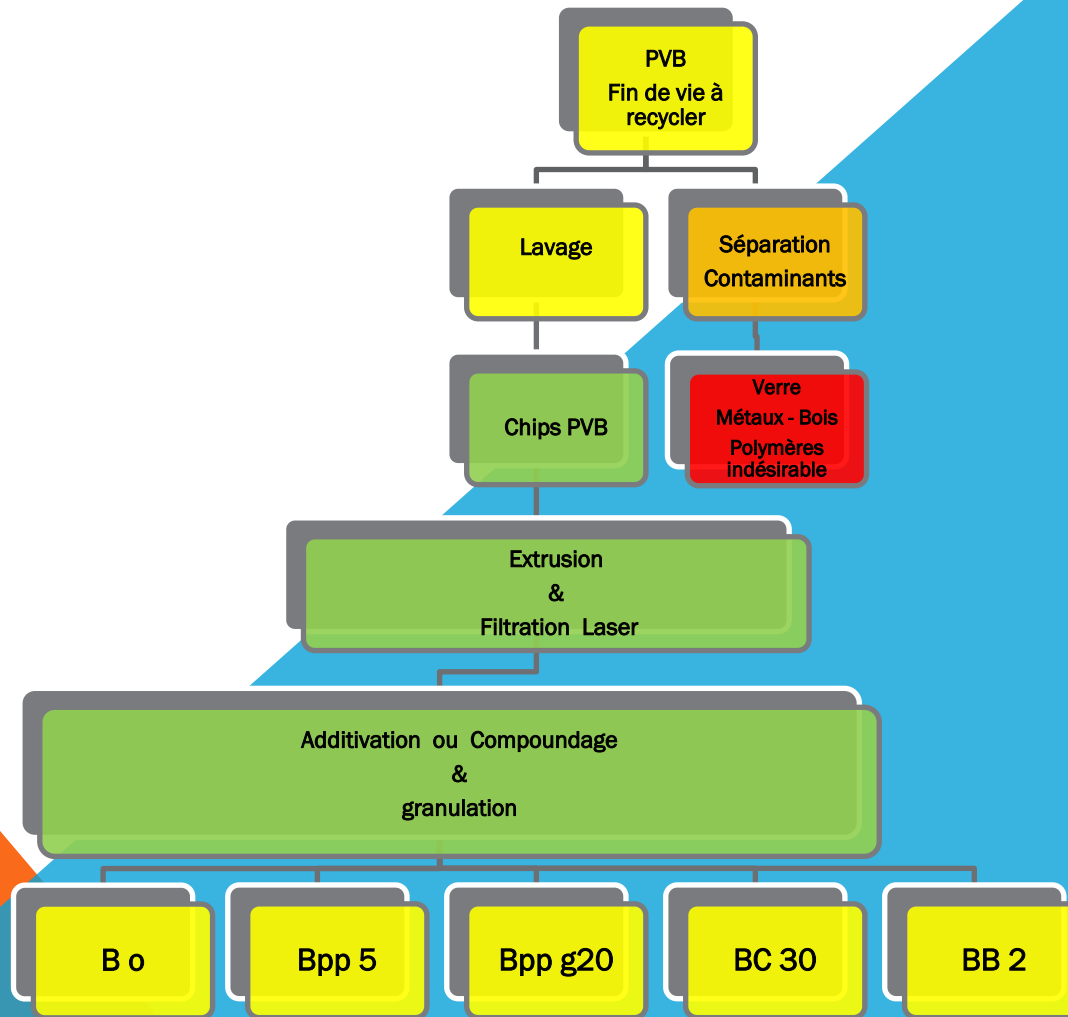 PVB
Fin de vie à
recycler
Lavage
Séparation
Contaminants
Chips PVB
Verre
Métaux - Bois
Polymères
indésirable
Extrusion
&
Filtration Laser
Additivation ou Compoundage
&
granulation
B o
Bpp 5
Bpp g20
BC 30
BB 2